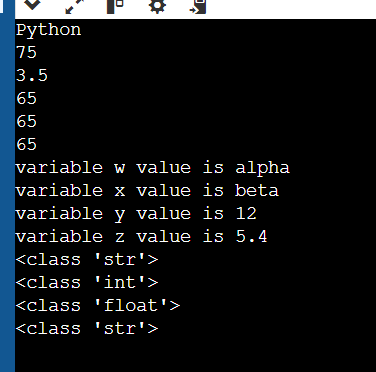 Python
75
3.5
65
65
65
variable w value is alpha
variable x value is beta
variable y value is 12
variable z value is 5.4
<class 'str'>
<class 'int'>
<class 'float'>
<class 'str'>